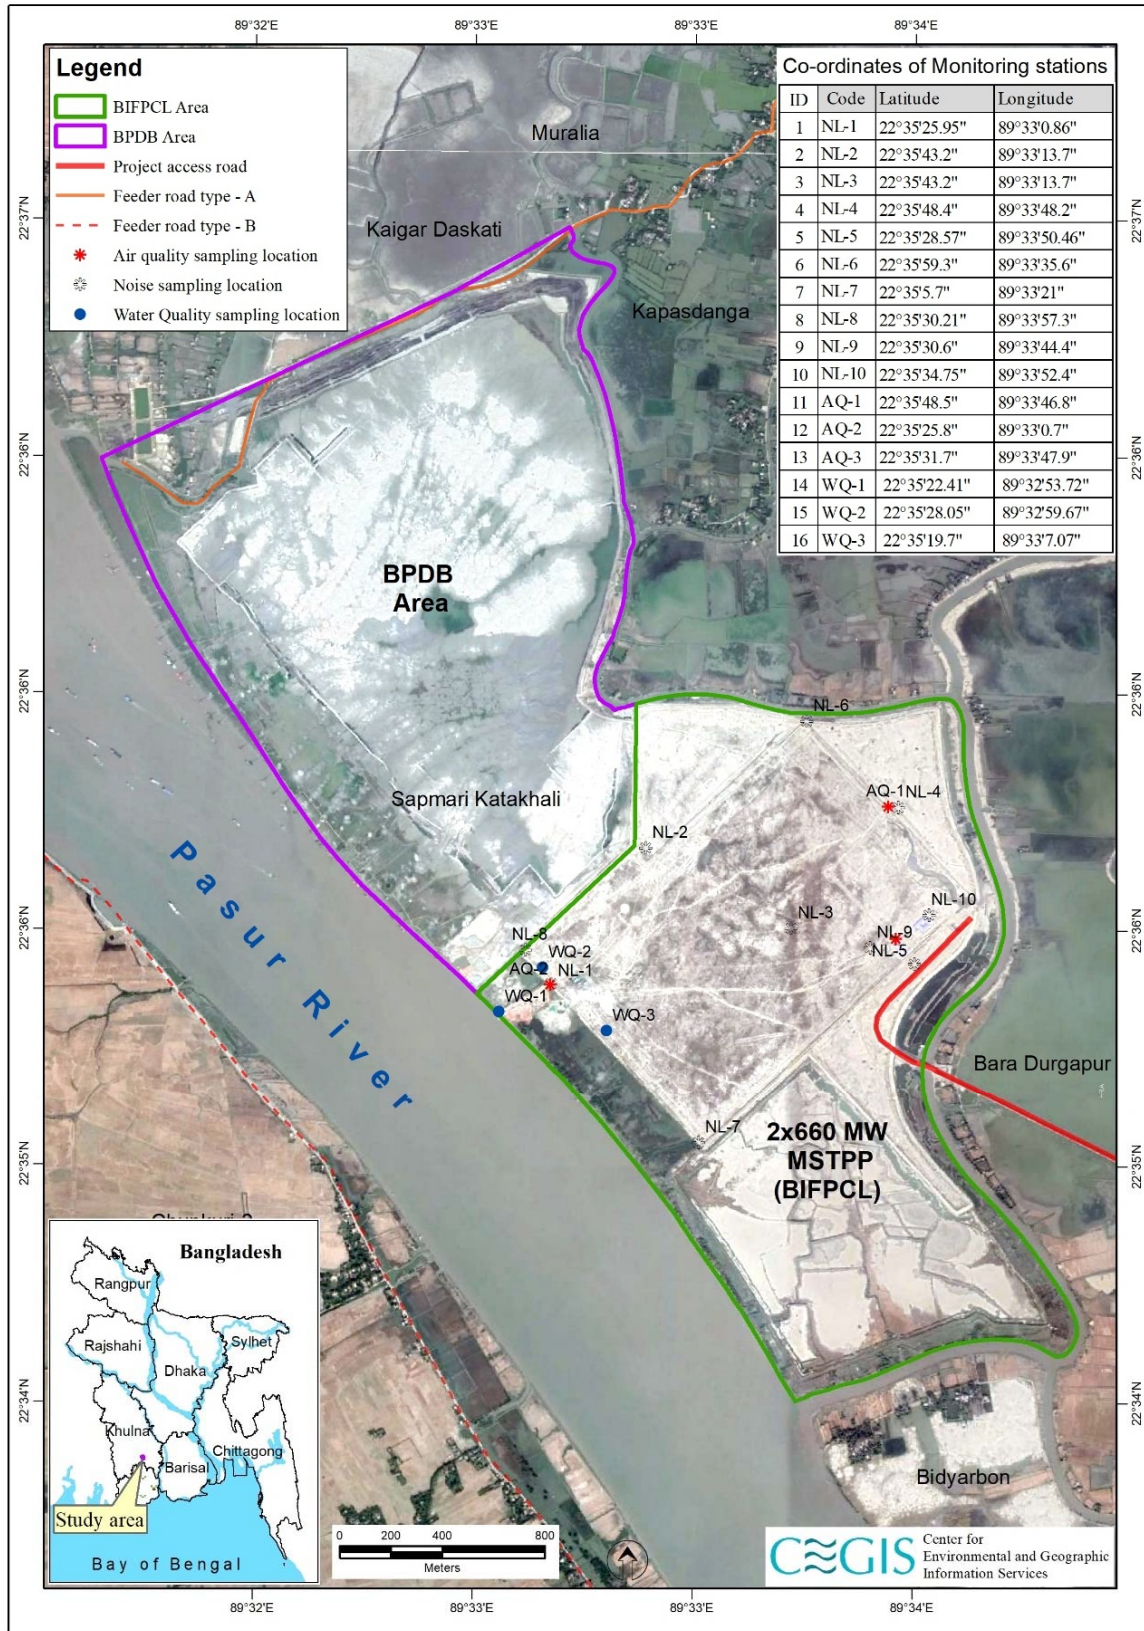 89°32'E 89°33'E 89°33'E 89°34'E
Legend
BIFPCL Area
BPDB Area
Project access road
Feeder road type - A
Feeder road type - B
Air quality sampling location
Noise sampling location
Water Quality sampling location
Co-ordinates of Monitoring stations
ID Code Latitude Longitude
1 NL-1 22°35'25.95" 89°33'0.86"
2 NL-2 22°35'43.2" 89°33'13.7"
3 NL-3 22°35'43.2" 89°33'13.7"
4 NL-4 22°35'48.4" 89°33'48.2"
5 NL-5 22°35'28.57" 89°33'50.46"
6 NL-6 22°35'59.3" 89°33'35.6"
7 NL-7 22°35'5.7" 89°33'21"
8 NL-8 22°35'30.21" 89°33'57.3"
9 NL-9 22°35'30.6" 89°33'44.4"
10 NL-10 22°35'34.75" 89°33'52.4"
11 AQ-1 22°35'48.5" 89°33'46.8"
12 AQ-2 22°35'25.8" 89°33'0.7"
13 AQ-3 22°35'31.7" 89°33'47.9"
14 WQ-1 22°35'22.41" 89°32'53.72"
15 WQ-2 22°35'28.05" 89°32'59.67"
16 WQ-3 22°35'19.7" 89°33'7.07"
Muralia
22°37'N 22°37'N
Kaigar Daskati
Kapasdanga
22°36'N 22°36'N
BPDB
Area
22°36'N 22°36'N
NL-6
AQ-1 NL-4
Sapmari Katakhali
NL-2
Pasur River
NL-3
NL-10
22°36'N 22°36'N
NL-9
NL-8
NL-5
WQ-2
AQ-2 NL-1
WQ-1
WQ-3
Bara Durgapur
NL-7
2x660 MW
MSTPP
(BIFPCL)
22°35'N 22°35'N
Bangladesh
Rangpur
Rajshahi
Sylhet
Dhaka
Khulna
Chittagong
Barisal
Study area
Bay of Bengal
22°34'N 22°34'N
Bidyarbon
0 200 400 800
Meters
CEGIS
Center for
Environmental and Geographic
Information Services
89°32'E 89°33'E 89°33'E 89°34'E